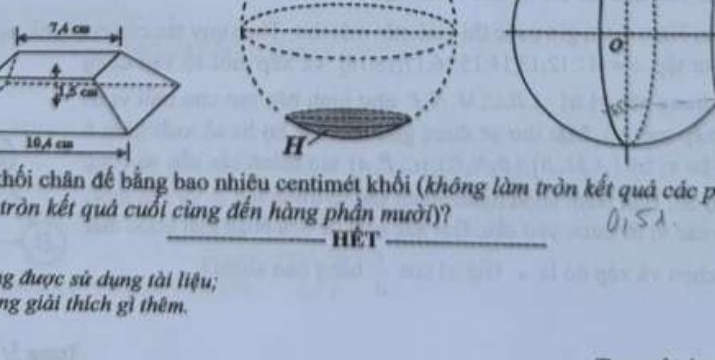 7,4 cm
O
1,5 cm
10,4 cm
H
khối chân đế bằng bao nhiêu centimét khối (không làm tròn kết quả các p
tròn kết quả cuối cùng đến hàng phần mười)?
0,51
HẾT
ng được sử dụng tài liệu;
ng giải thích gì thêm.